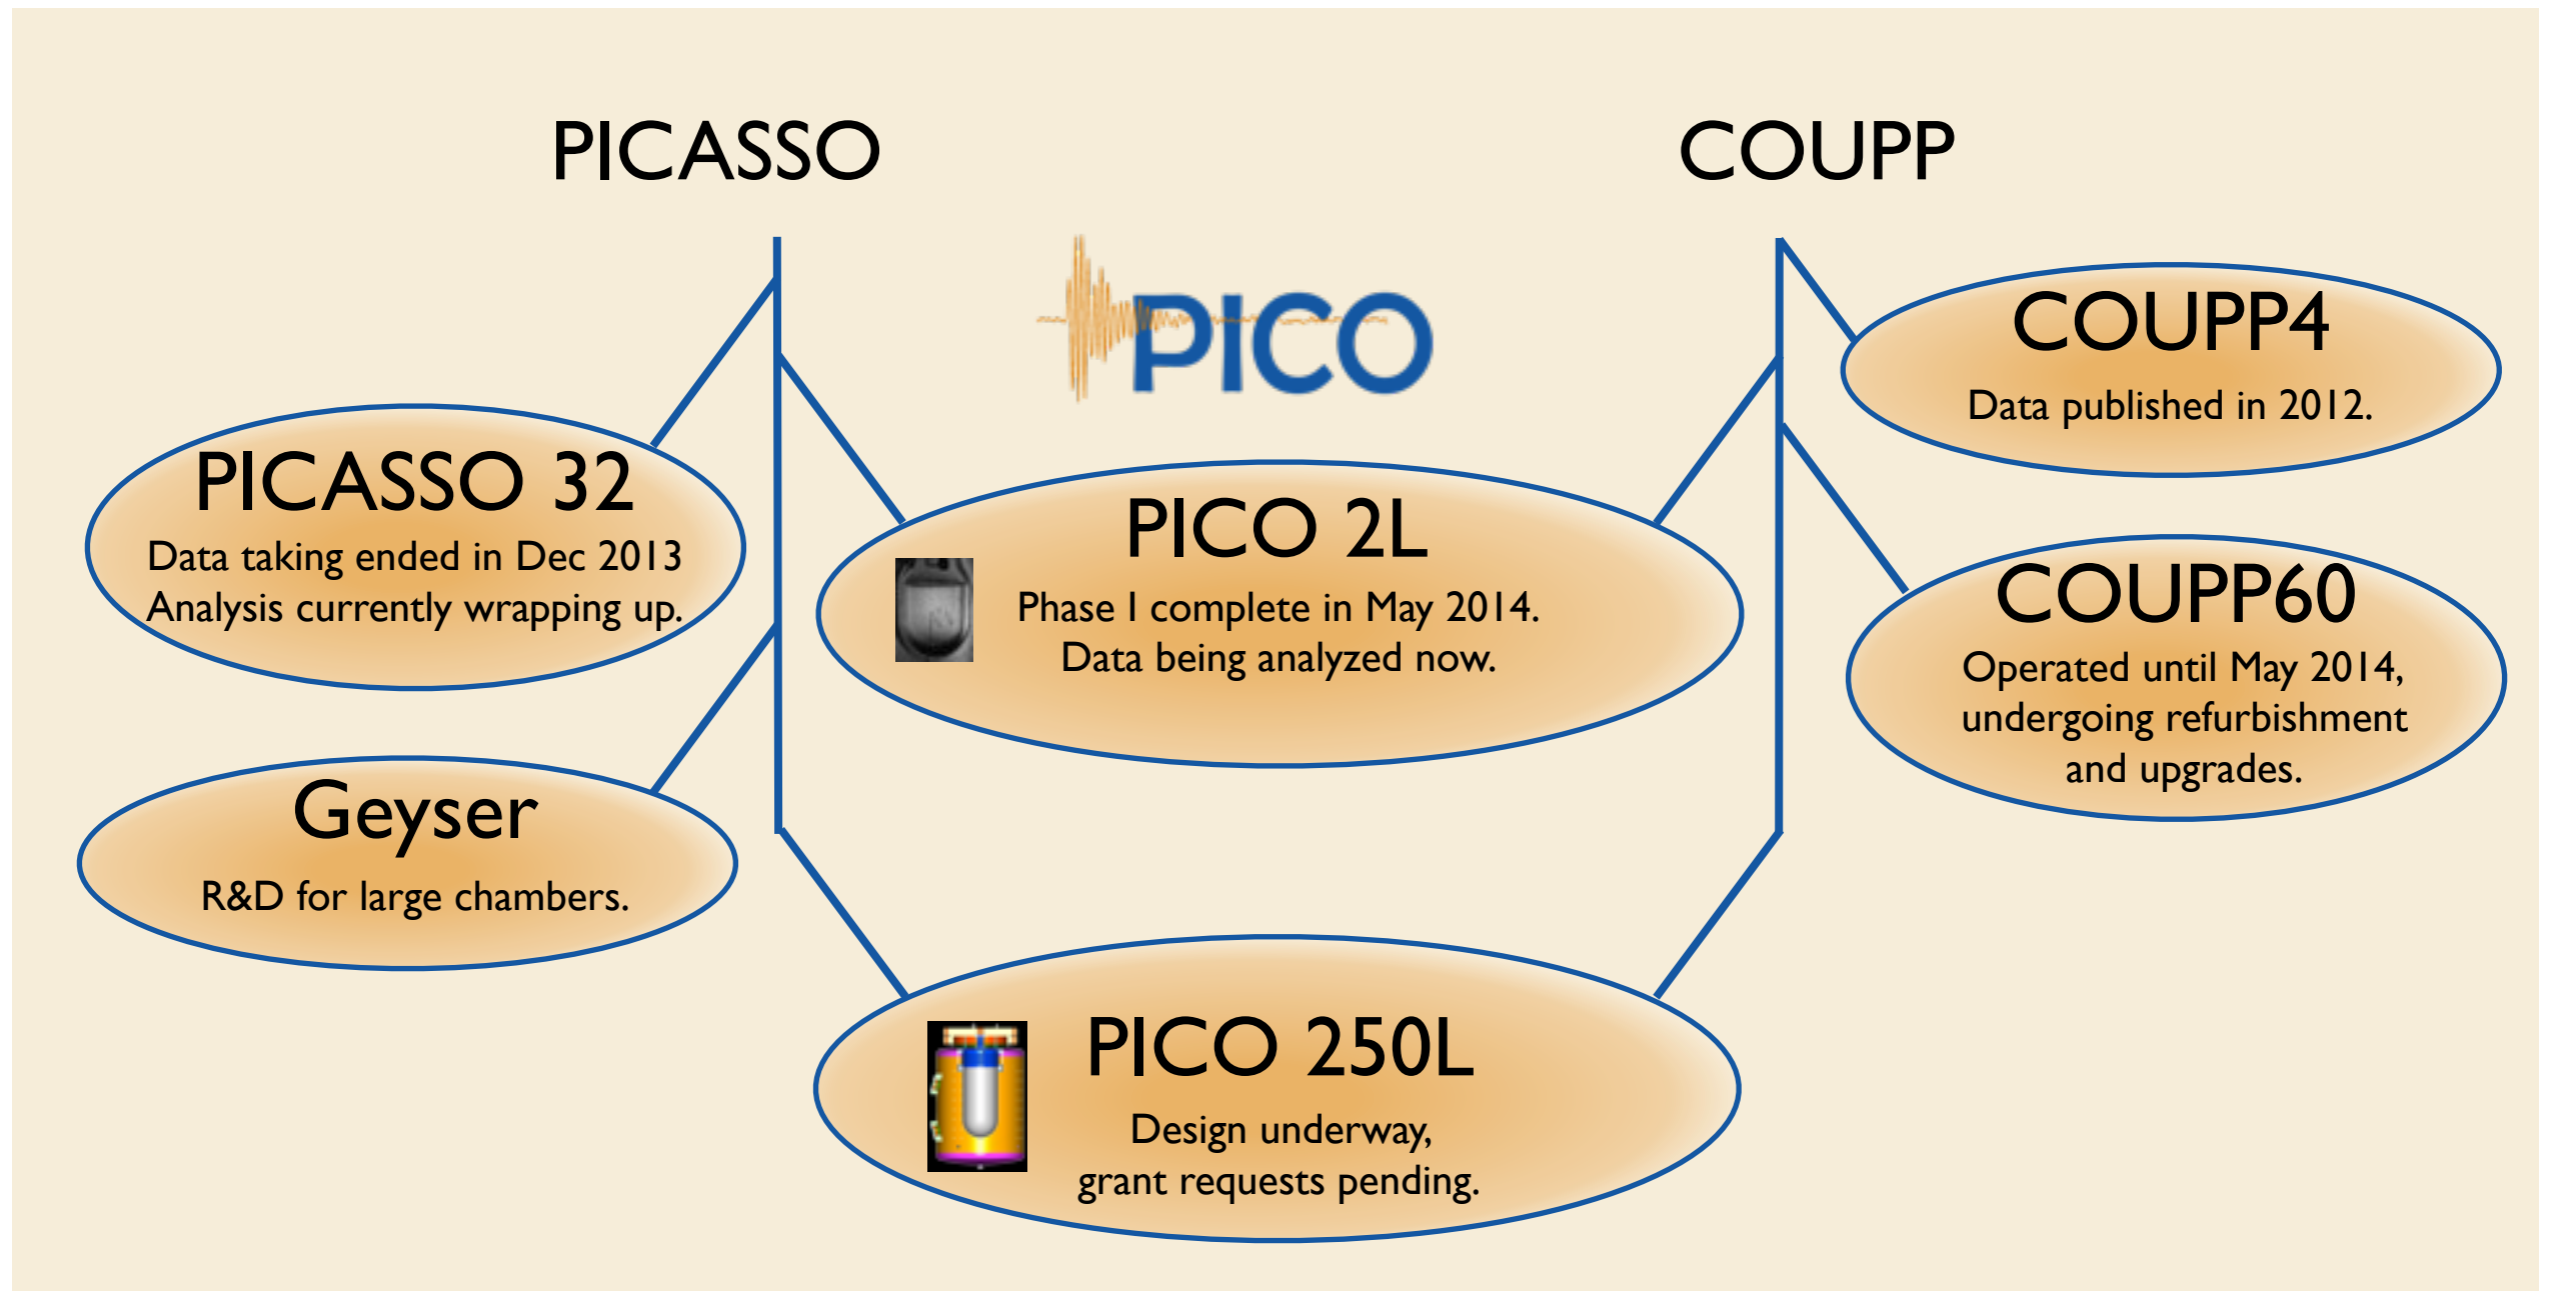 PICASSO
COUPP
PICO
COUPP4
Data published in 2012.
PICASSO 32
Data taking ended in Dec 2013
Analysis currently wrapping up.
PICO 2L
Phase I complete in May 2014.
Data being analyzed now.
COUPP60
Operated until May 2014,
undergoing refurbishment
and upgrades.
Geyser
R&D for large chambers.
PICO 250L
Design underway,
grant requests pending.